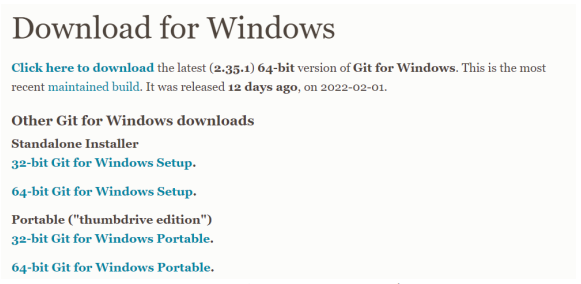 Download for Windows
Click here to download the latest (2.35.1) 64-bit version of Git for Windows. This is the most
recent maintained build. It was released 12 days ago, on 2022-02-01.
Other Git for Windows downloads
Standalone Installer
32-bit Git for Windows Setup.
64-bit Git for Windows Setup.
Portable ("thumbdrive edition")
32-bit Git for Windows Portable.
64-bit Git for Windows Portable.